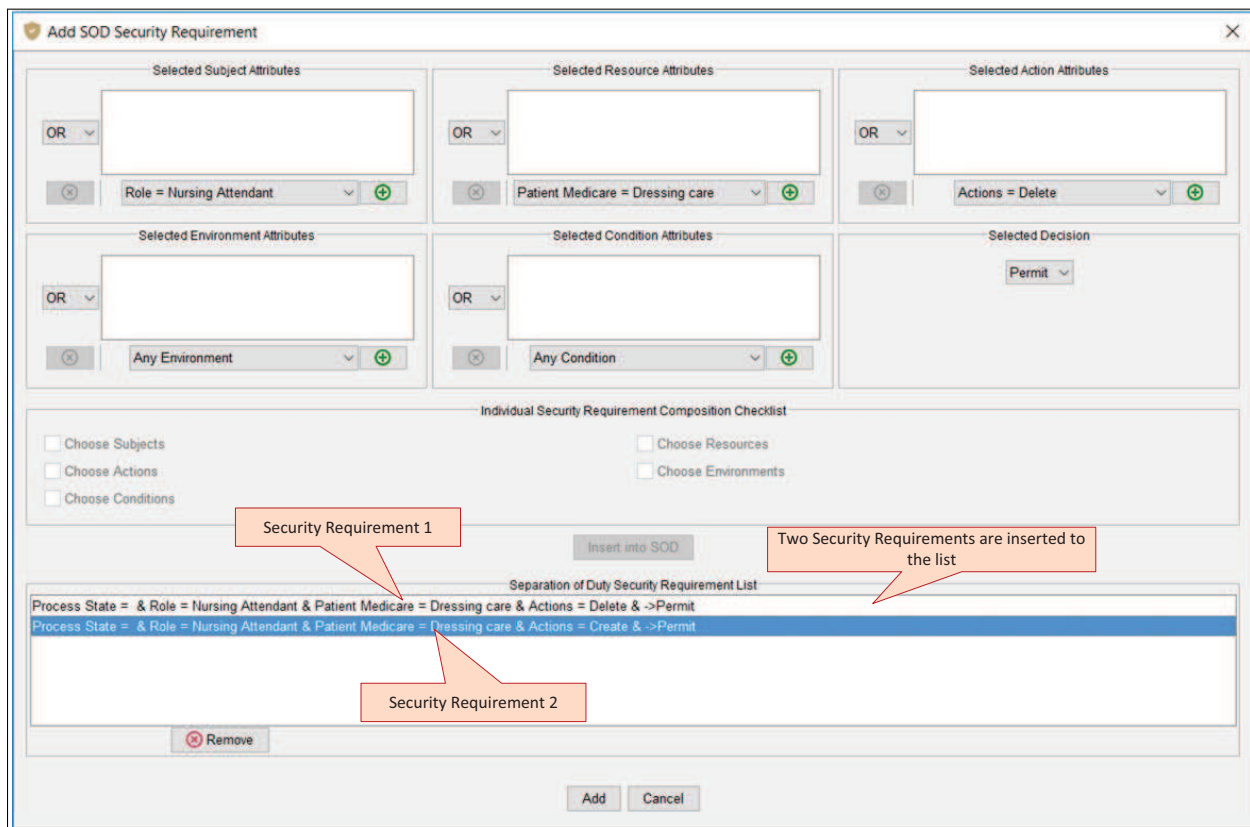 Add SOD Security Requirement
Selected Subject Attributes
OR
Role = Nursing Attendant
Selected Resource Attributes
OR
Patient Medicare = Dressing care
Selected Action Attributes
OR
Actions = Delete
Selected Environment Attributes
OR
Any Environment
Selected Condition Attributes
OR
Any Condition
Selected Decision
Permit
Individual Security Requirement Composition Checklist
Choose Subjects
Choose Resources
Choose Actions
Choose Environments
Choose Conditions
Security Requirement 1
Insert into SOD
Two Security Requirements are inserted to
the list
Separation of Duty Security Requirement List
Process State = & Role = Nursing Attendant & Patient Medicare = Dressing care & Actions = Delete & ->Permit
Process State = & Role = Nursing Attendant & Patient Medicare = Dressing care & Actions = Create & ->Permit
Security Requirement 2
Remove
Add
Cancel